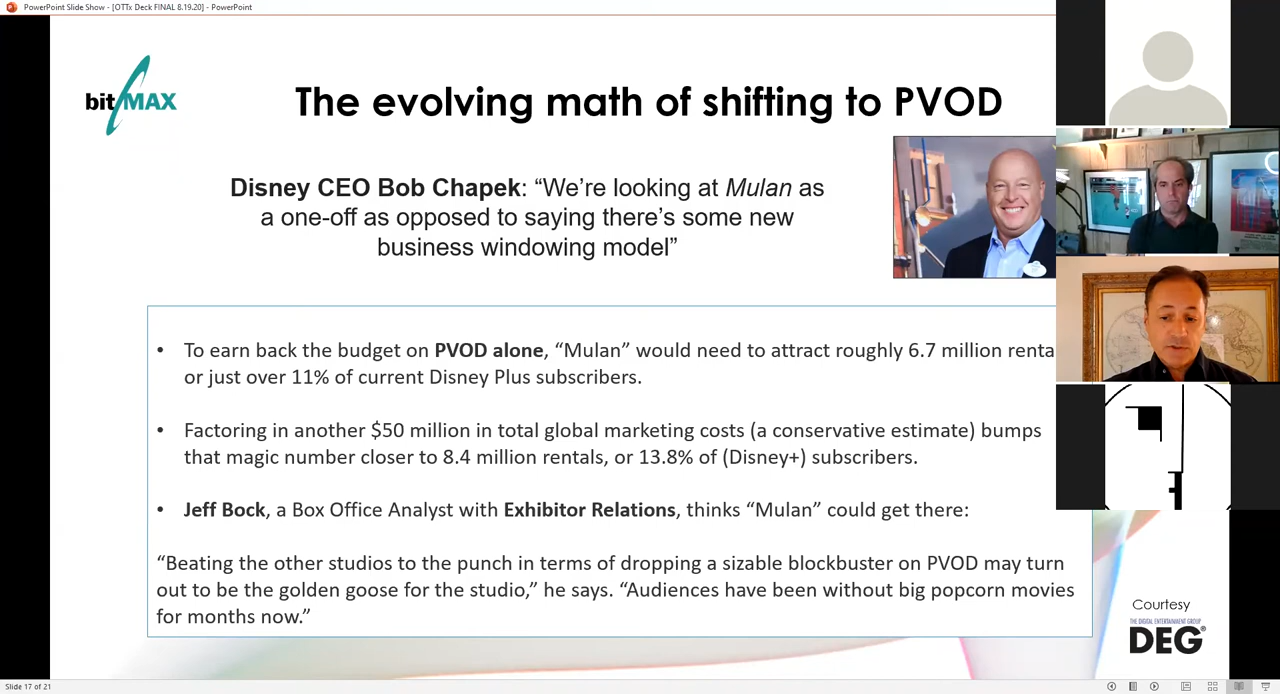 PowerPoint Slide Show - [OTTx Deck FINAL 8.19.20] - PowerPoint
bitMAX
The evolving math of shifting to PVOD
Disney CEO Bob Chapek: “We’re looking at Mulan as
a one-off as opposed to saying there’s some new
business windowing model”
• To earn back the budget on PVOD alone, “Mulan” would need to attract roughly 6.7 million renta
or just over 11% of current Disney Plus subscribers.
• Factoring in another $50 million in total global marketing costs (a conservative estimate) bumps
that magic number closer to 8.4 million rentals, or 13.8% of (Disney+) subscribers.
• Jeff Bock, a Box Office Analyst with Exhibitor Relations, thinks “Mulan” could get there:
“Beating the other studios to the punch in terms of dropping a sizable blockbuster on PVOD may turn
out to be the golden goose for the studio,” he says. “Audiences have been without big popcorn movies
for months now.”
Courtesy
THE DIGITAL ENTERTAINMENT GROUP
DEG®
Slide 17 of 21